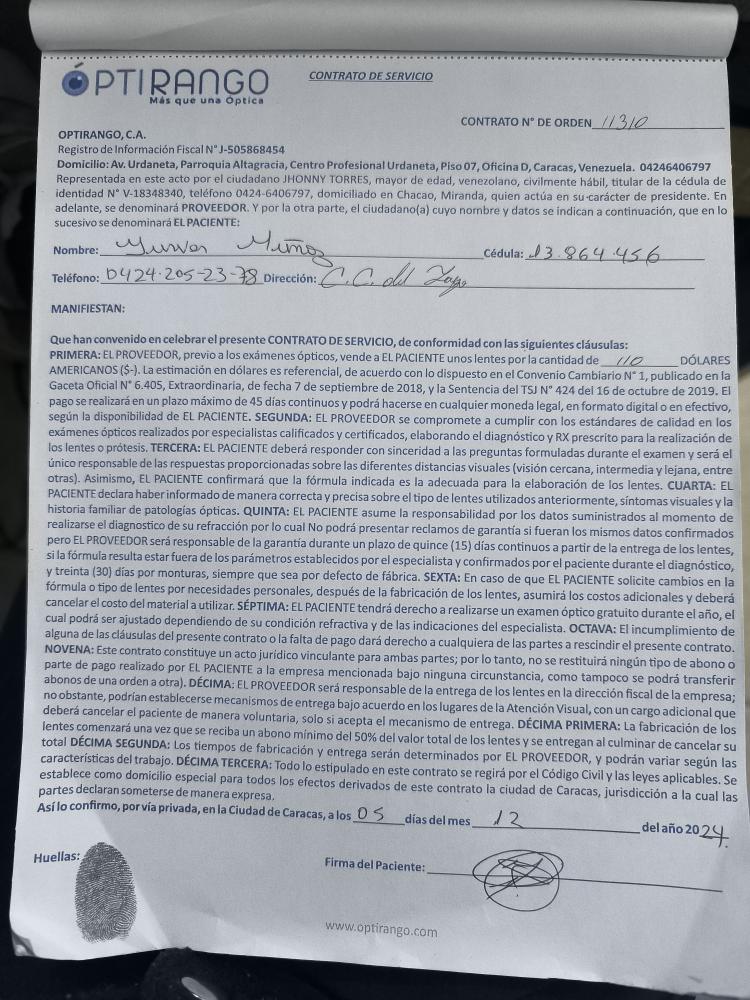 ÓPTIRANGO
Más que una Óptica
CONTRATO DE SERVICIO
CONTRATO N° DE ORDEN 11310
OPTIRANGO, C.A.
Registro de Información Fiscal N° J-505868454
Domicilio: Av. Urdaneta, Parroquia Altagracia, Centro Profesional Urdaneta, Piso 07, Oficina D, Caracas, Venezuela. 04246406797
Representada en este acto por el ciudadano JHONNY TORRES, mayor de edad, venezolano, civilmente hábil, titular de la cédula de
identidad N° V-18348340, teléfono 0424-6406797, domiciliado en Chacao, Miranda, quien actúa en su carácter de presidente. En
adelante, se denominará PROVEEDOR. Y por la otra parte, el ciudadano(a) cuyo nombre y datos se indican a continuación, que en lo
sucesivo se denominará EL PACIENTE:
Nombre: Muñoz Cédula: 13.864.456
Teléfono: 0424-205-23-78 Dirección: C.C. del
MANIFIESTAN:
Que han convenido en celebrar el presente CONTRATO DE SERVICIO, de conformidad con las siguientes cláusulas:
PRIMERA: EL PROVEEDOR, previo a los exámenes ópticos, vende a EL PACIENTE unos lentes por la cantidad de 110 DÓLARES
AMERICANOS ($-). La estimación en dólares es referencial, de acuerdo con lo dispuesto en el Convenio Cambiario N° 1, publicado en la
Gaceta Oficial N° 6.405, Extraordinaria, de fecha 7 de septiembre de 2018, y la Sentencia del TSJ N° 424 del 16 de octubre de 2019. El
pago se realizará en un plazo máximo de 45 días continuos y podrá hacerse en cualquier moneda legal, en formato digital o en efectivo,
según la disponibilidad de EL PACIENTE. SEGUNDA: EL PROVEEDOR se compromete a cumplir con los estándares de calidad en los
exámenes ópticos realizados por especialistas calificados y certificados, elaborando el diagnóstico y RX prescrito para la realización de
los lentes o prótesis. TERCERA: EL PACIENTE deberá responder con sinceridad a las preguntas formuladas durante el examen y será el
único responsable de las respuestas proporcionadas sobre las diferentes distancias visuales (visión cercana, intermedia y lejana, entre
otras). Asimismo, EL PACIENTE confirmará que la fórmula indicada es la adecuada para la elaboración de los lentes. CUARTA: EL
PACIENTE declara haber informado de manera correcta y precisa sobre el tipo de lentes utilizados anteriormente, síntomas visuales y la
historia familiar de patologías ópticas. QUINTA: EL PACIENTE asume la responsabilidad por los datos suministrados al momento de
realizarse el diagnostico de su refracción por lo cual No podrá presentar reclamos de garantía si fueran los mismos datos confirmados
pero EL PROVEEDOR será responsable de la garantía durante un plazo de quince (15) días continuos a partir de la entrega de los lentes,
si la fórmula resulta estar fuera de los parámetros establecidos por el especialista y confirmados por el paciente durante el diagnóstico,
y treinta (30) días por monturas, siempre que sea por defecto de fábrica. SEXTA: En caso de que EL PACIENTE solicite cambios en la
fórmula o tipo de lentes por necesidades personales, después de la fabricación de los lentes, asumirá los costos adicionales y deberá
cancelar el costo del material a utilizar. SÉPTIMA: EL PACIENTE tendrá derecho a realizarse un examen óptico gratuito durante el año, el
cual podrá ser ajustado dependiendo de su condición refractiva y de las indicaciones del especialista. OCTAVA: El incumplimiento de
alguna de las cláusulas del presente contrato o la falta de pago dará derecho a cualquiera de las partes a rescindir el presente contrato.
NOVENA: Este contrato constituye un acto jurídico vinculante para ambas partes; por lo tanto, no se restituirá ningún tipo de abono o
parte de pago realizado por EL PACIENTE a la empresa mencionada bajo ninguna circunstancia, como tampoco se podrá transferir
abonos de una orden a otra). DÉCIMA: EL PROVEEDOR será responsable de la entrega de los lentes en la dirección fiscal de la empresa;
no obstante, podrían establecerse mecanismos de entrega bajo acuerdo en los lugares de la Atención Visual, con un cargo adicional que
deberá cancelar el paciente de manera voluntaria, solo si acepta el mecanismo de entrega. DÉCIMA PRIMERA: La fabricación de los
lentes comenzará una vez que se reciba un abono mínimo del 50% del valor total de los lentes y se entregan al culminar de cancelar su
total DÉCIMA SEGUNDA: Los tiempos de fabricación y entrega serán determinados por EL PROVEEDOR, y podrán variar según las
características del trabajo. DÉCIMA TERCERA: Todo lo estipulado en este contrato se regirá por el Código Civil y las leyes aplicables. Se
establece como domicilio especial para todos los efectos derivados de este contrato la ciudad de Caracas, jurisdicción a la cual las
partes declaran someterse de manera expresa.
Así lo confirmo, por vía privada, en la Ciudad de Caracas, a los 05 días del mes 12 del año 2024.
Huellas:
Firma del Paciente:
www.optirango.com